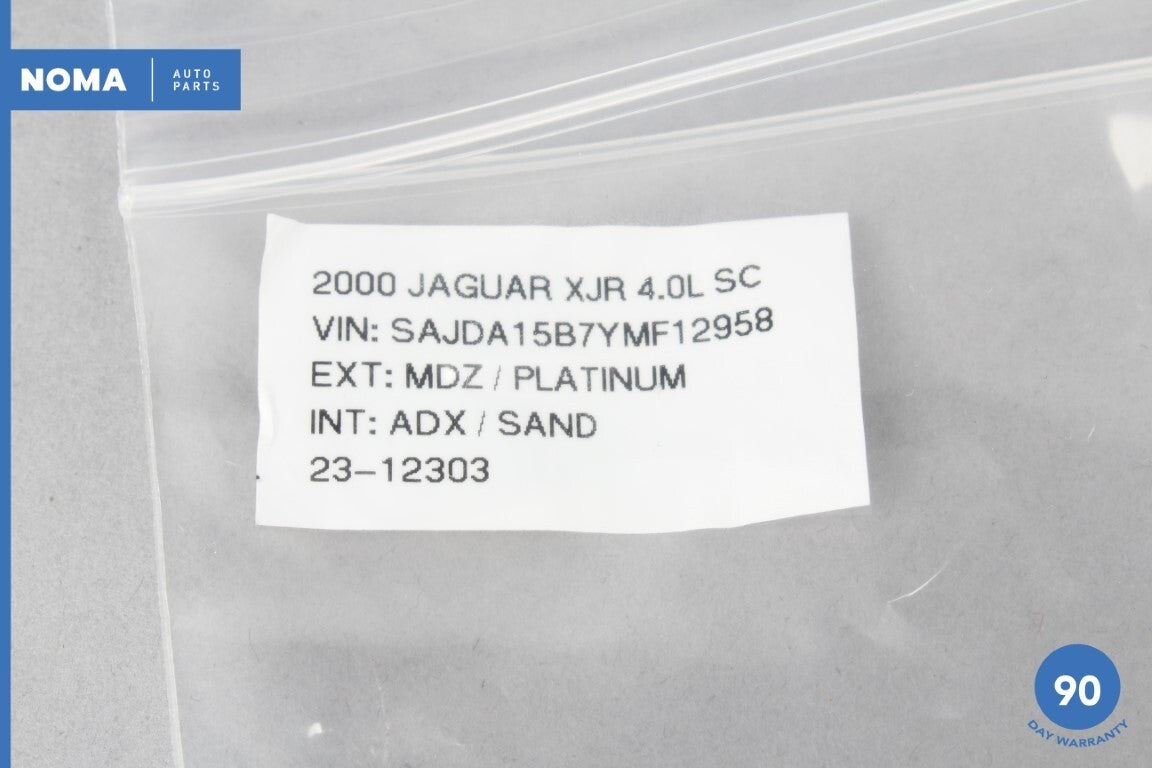 NOMA AUTO
PARTS
2000 JAGUAR XJR 4.0L SC
VIN: SAJDA15B7YMF12958
EXT: MDZ / PLATINUM
INT: ADX / SAND
23-12303
90
DAY WARRANTY